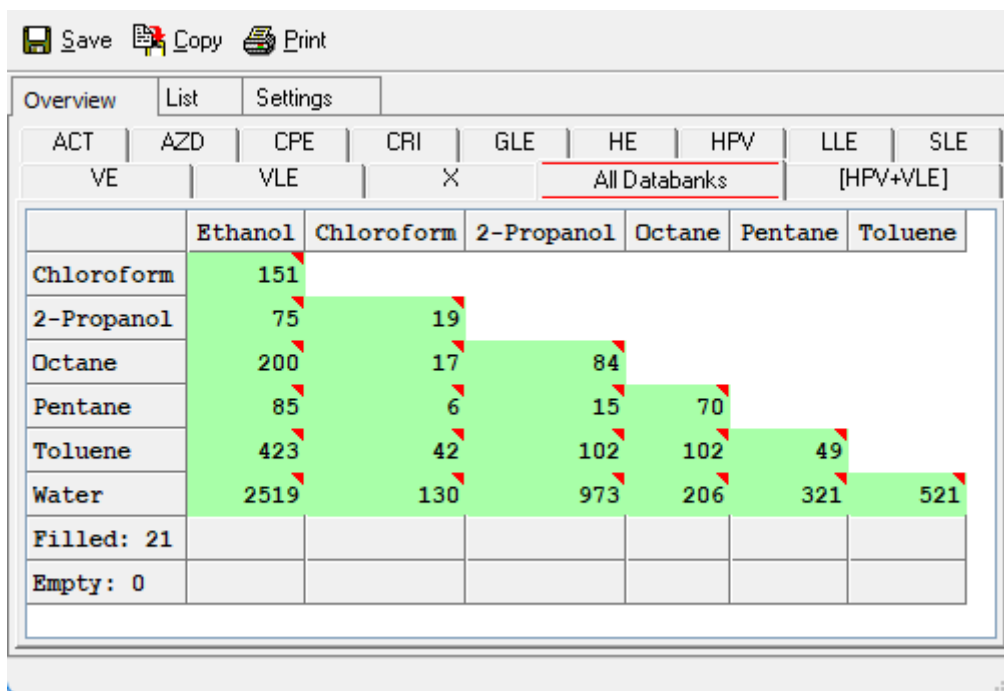 Save Copy Print
Overview List Settings
ACT AZD CPE CRI GLE HE HPV LLE SLE
VE VLE X All Databanks [HPV+VLE]
Ethanol Chloroform 2-Propanol Octane Pentane Toluene
Chloroform 151
2-Propanol 75 19
Octane 200 17 84
Pentane 85 6 15 70
Toluene 423 42 102 102 49
Water 2519 130 973 206 321 521
Filled: 21
Empty: 0